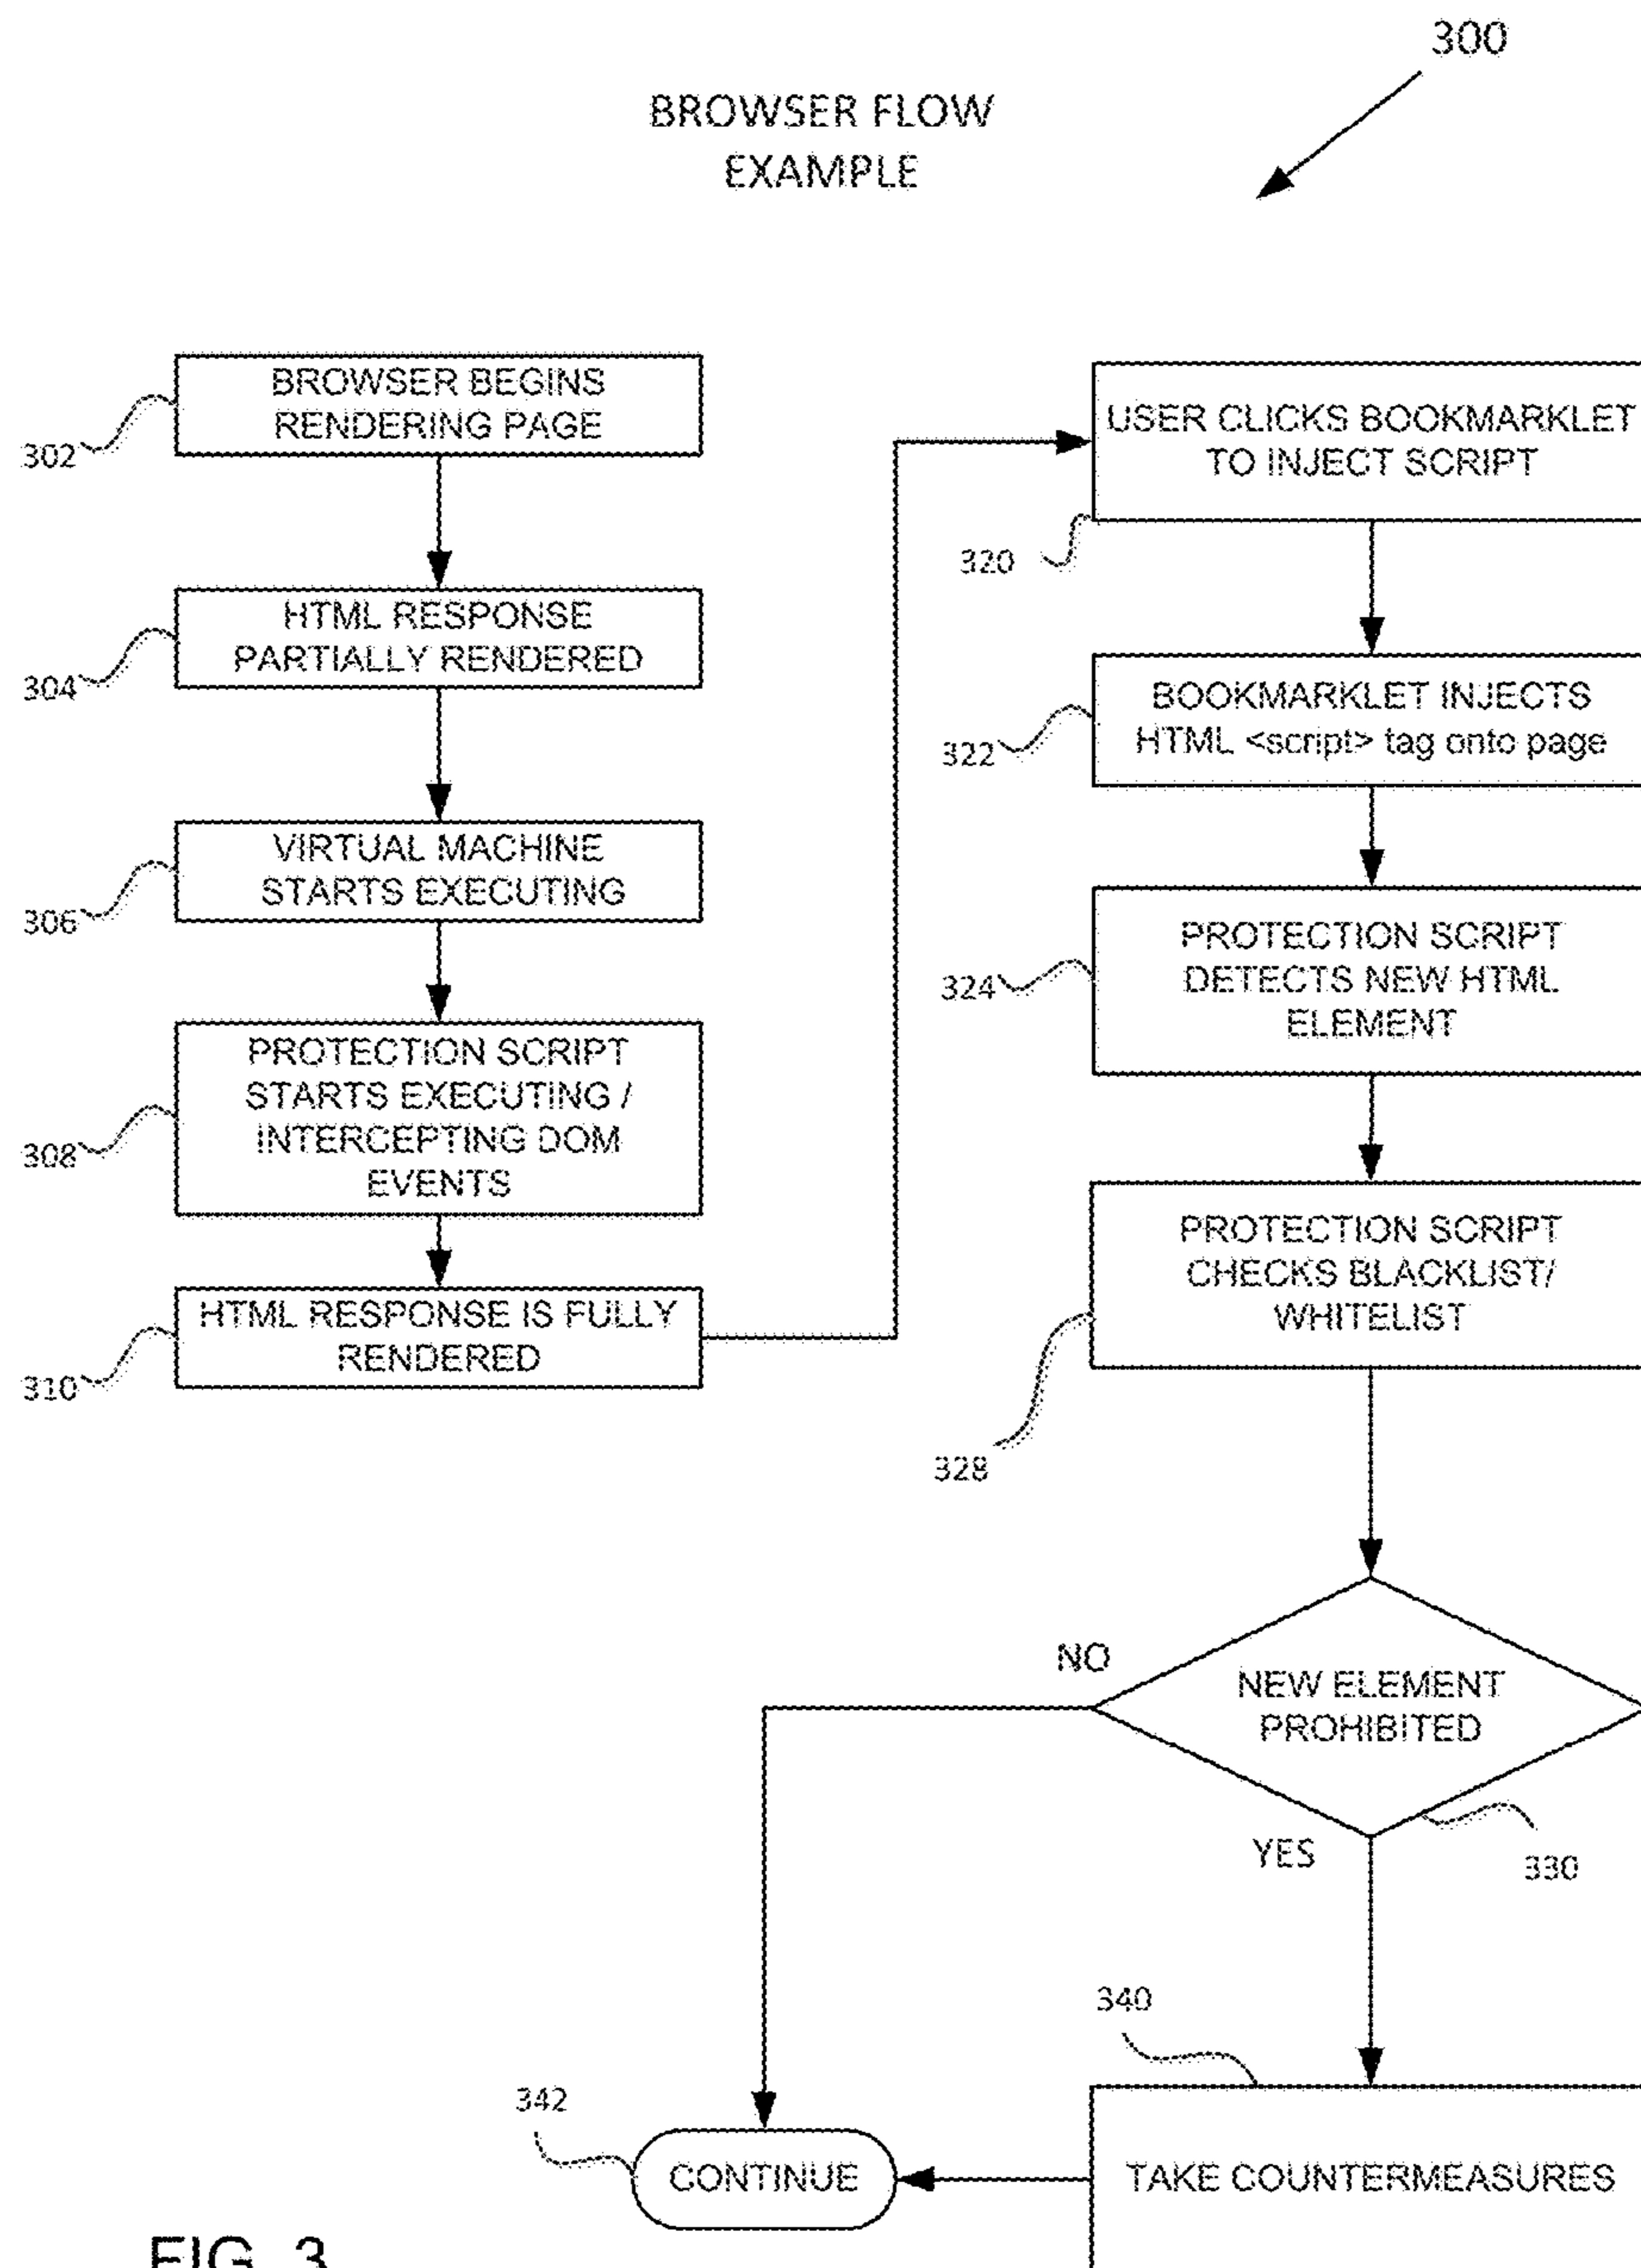 300
BROWSER FLOW
EXAMPLE
BROWSER BEGINS
RENDERING PAGE
302
HTML RESPONSE
PARTIALLY RENDERED
304
VIRTUAL MACHINE
STARTS EXECUTING
306
PROTECTION SCRIPT
STARTS EXECUTING /
INTERCEPTING DOM
EVENTS
308
HTML RESPONSE IS FULLY
RENDERED
310
USER CLICKS BOOKMARKLET
TO INJECT SCRIPT
320
BOOKMARKLET INJECTS
HTML <script> tag onto page
322
PROTECTION SCRIPT
DETECTS NEW HTML
ELEMENT
324
PROTECTION SCRIPT
CHECKS BLACKLIST/
WHITELIST
328
NO
NEW ELEMENT
PROHIBITED
YES
330
340
342
CONTINUE
TAKE COUNTERMEASURES
FIG. 3